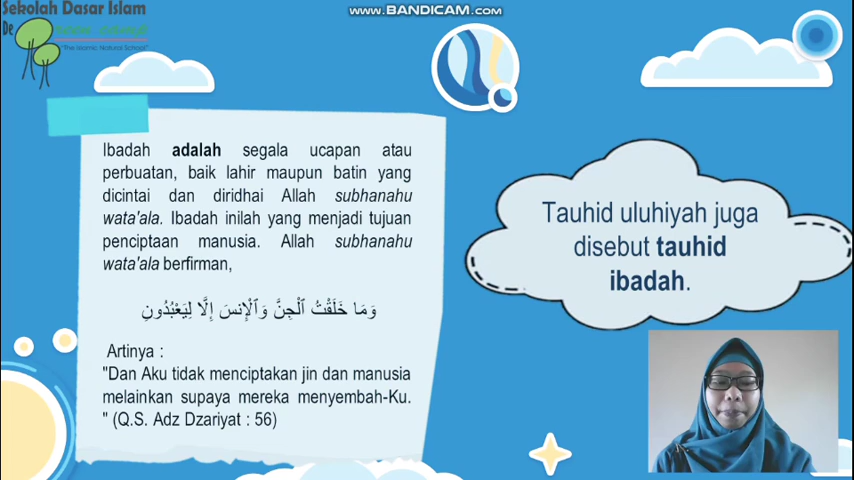 Sekolah Dasar Islam
De
"The Islamic Natural School"
WWW.BANDICAM.COM
Ibadah adalah segala ucapan atau
perbuatan, baik lahir maupun batin yang
dicintai dan diridhai Allah subhanahu
wata'ala. Ibadah inilah yang menjadi tujuan
penciptaan manusia. Allah subhanahu
wata'ala berfirman,
وَمَا خَلَقْتُ ٱلْجِنَّ وَٱلْإِنسَ إِلَّا لِيَعْبُدُونِ
Artinya :
"Dan Aku tidak menciptakan jin dan manusia
melainkan supaya mereka menyembah-Ku.
" (Q.S. Adz Dzariyat : 56)
Tauhid uluhiyah juga
disebut tauhid
ibadah.